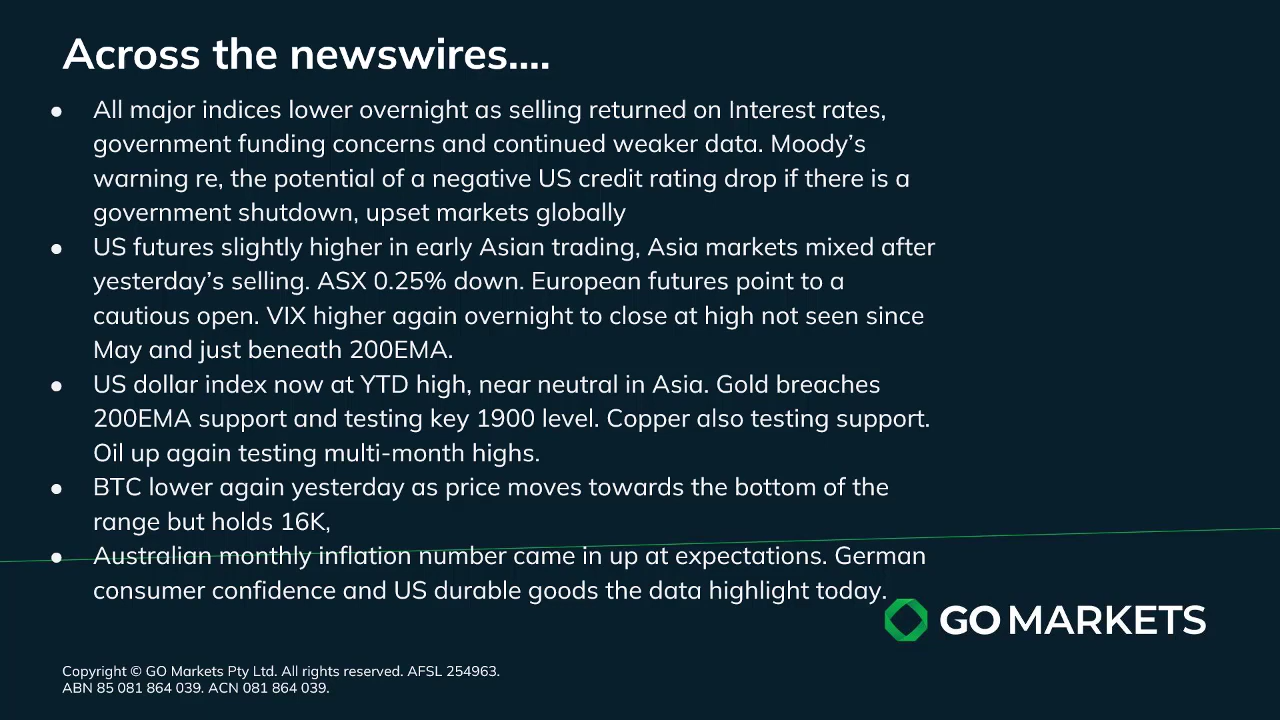 Across the newswires....
● All major indices lower overnight as selling returned on Interest rates,
government funding concerns and continued weaker data. Moody’s
warning re, the potential of a negative US credit rating drop if there is a
government shutdown, upset markets globally
● US futures slightly higher in early Asian trading, Asia markets mixed after
yesterday’s selling. ASX 0.25% down. European futures point to a
cautious open. VIX higher again overnight to close at high not seen since
May and just beneath 200EMA.
● US dollar index now at YTD high, near neutral in Asia. Gold breaches
200EMA support and testing key 1900 level. Copper also testing support.
Oil up again testing multi-month highs.
● BTC lower again yesterday as price moves towards the bottom of the
range but holds 16K,
● Australian monthly inflation number came in up at expectations. German
consumer confidence and US durable goods the data highlight today.
GO MARKETS
Copyright © GO Markets Pty Ltd. All rights reserved. AFSL 254963.
ABN 85 081 864 039. ACN 081 864 039.